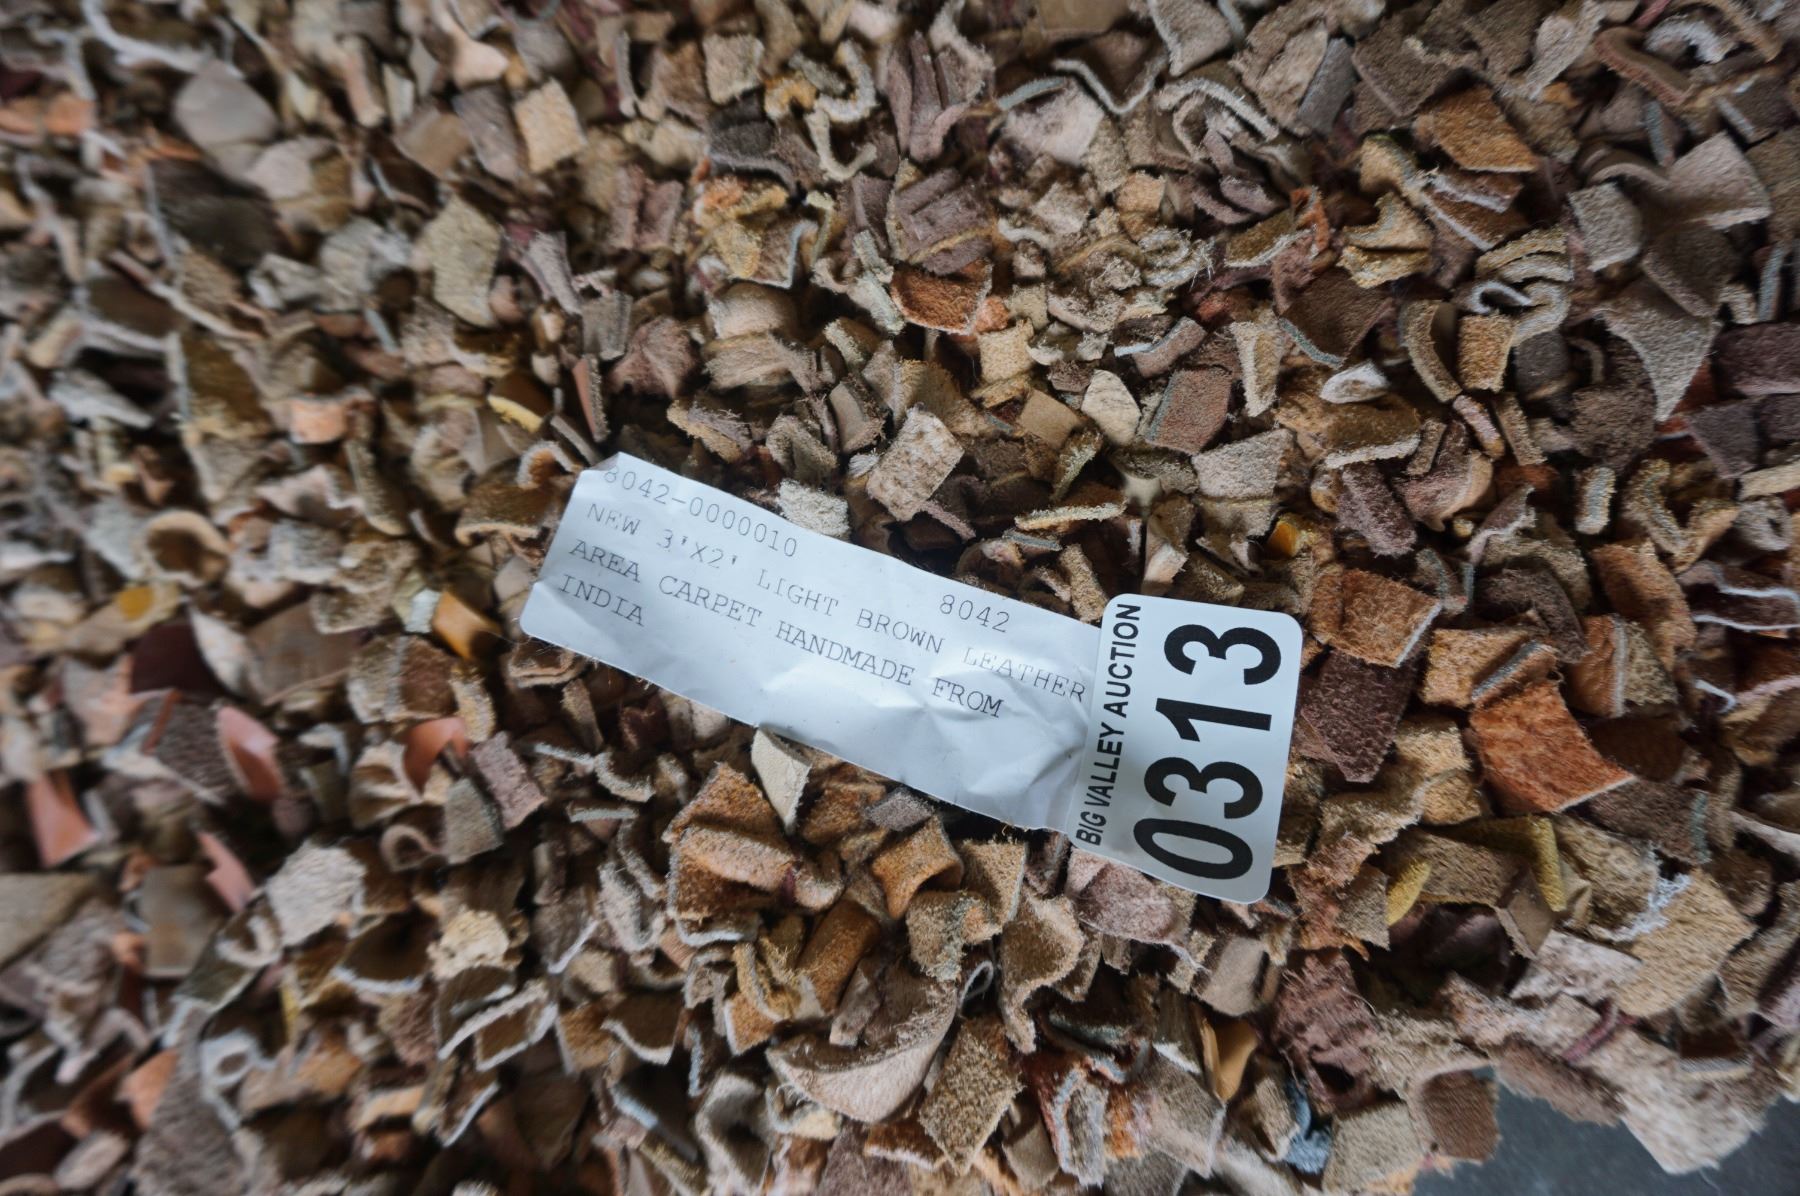 8042-0000010 8042
NEW 3'X2' LIGHT BROWN LEATHER
AREA CARPET HANDMADE FROM
INDIA
BIG VALLEY AUCTION
0313